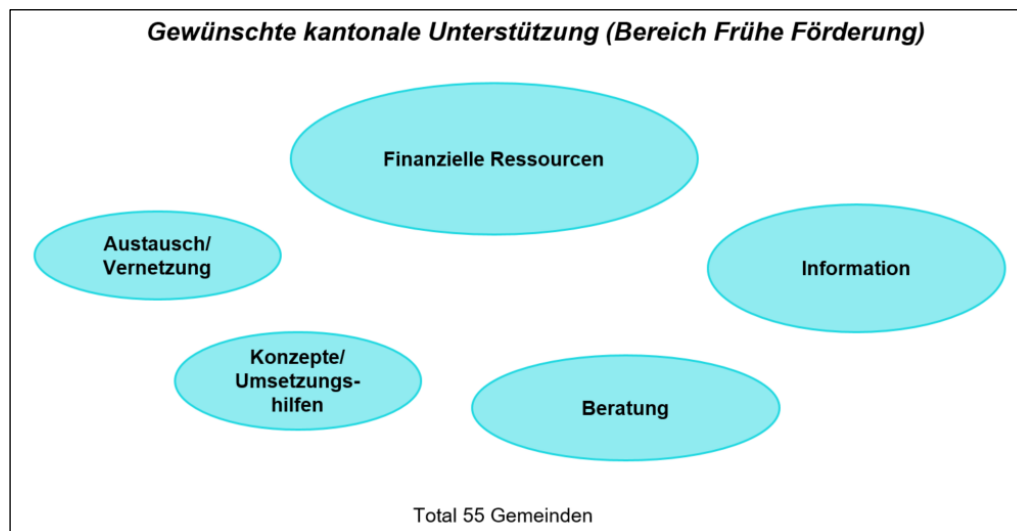 Gewünschte kantonale Unterstützung (Bereich Frühe Förderung)
Finanzielle Ressourcen
Austausch/
Vernetzung
Information
Konzepte/
Umsetzungs-
hilfen
Beratung
Total 55 Gemeinden